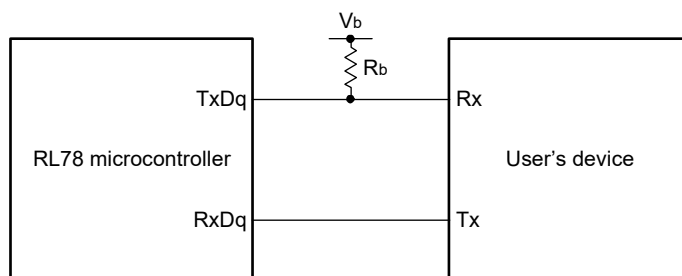 Vb
Rb
TxDq
Rx
RL78 microcontroller
User's device
RxDq
Tx